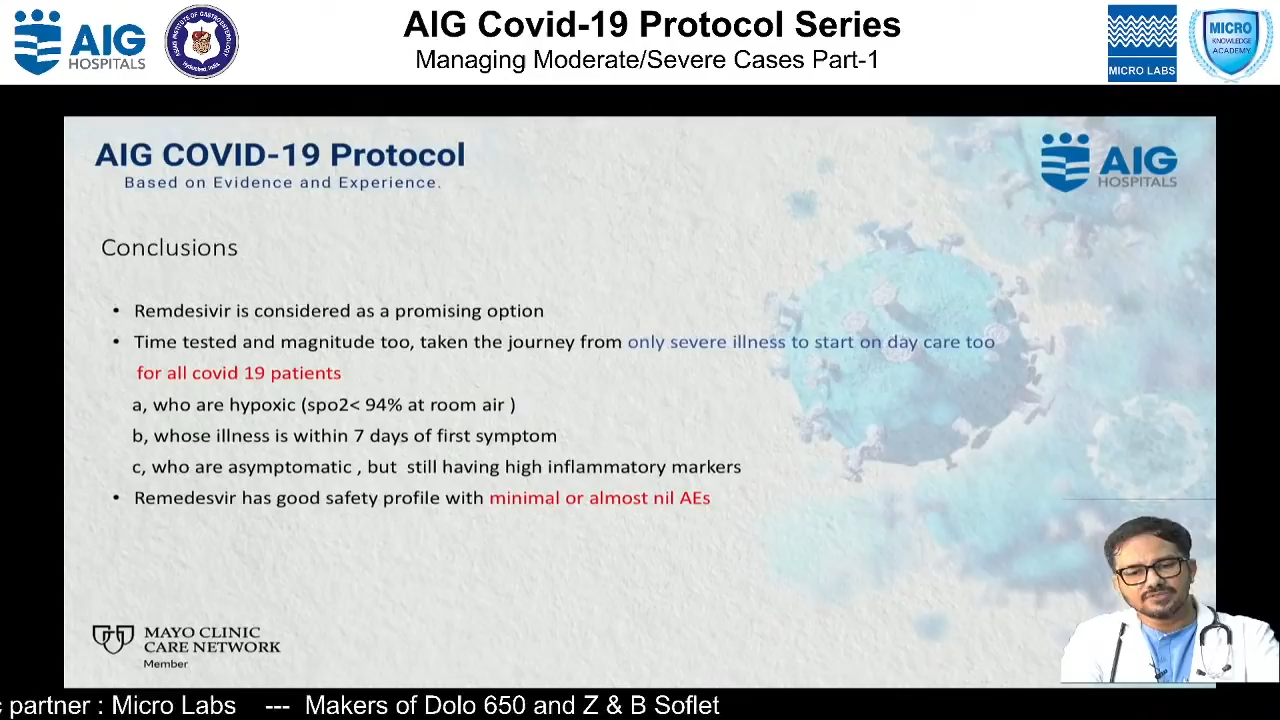 AIG
HOSPITALS
AIG Covid-19 Protocol Series
Managing Moderate/Severe Cases Part-1
MICRO LABS
MICRO
KNOWLEDGE
ACADEMY
AIG COVID-19 Protocol
Based on Evidence and Experience.
AIG
HOSPITALS
Conclusions
• Remdesivir is considered as a promising option
• Time tested and magnitude too, taken the journey from only severe illness to start on day care too
for all covid 19 patients
a, who are hypoxic (spo2< 94% at room air )
b, whose illness is within 7 days of first symptom
c, who are asymptomatic , but still having high inflammatory markers
• Remedesvir has good safety profile with minimal or almost nil AEs
MAYO CLINIC
CARE NETWORK
Member
c partner : Micro Labs --- Makers of Dolo 650 and Z & B Soflet